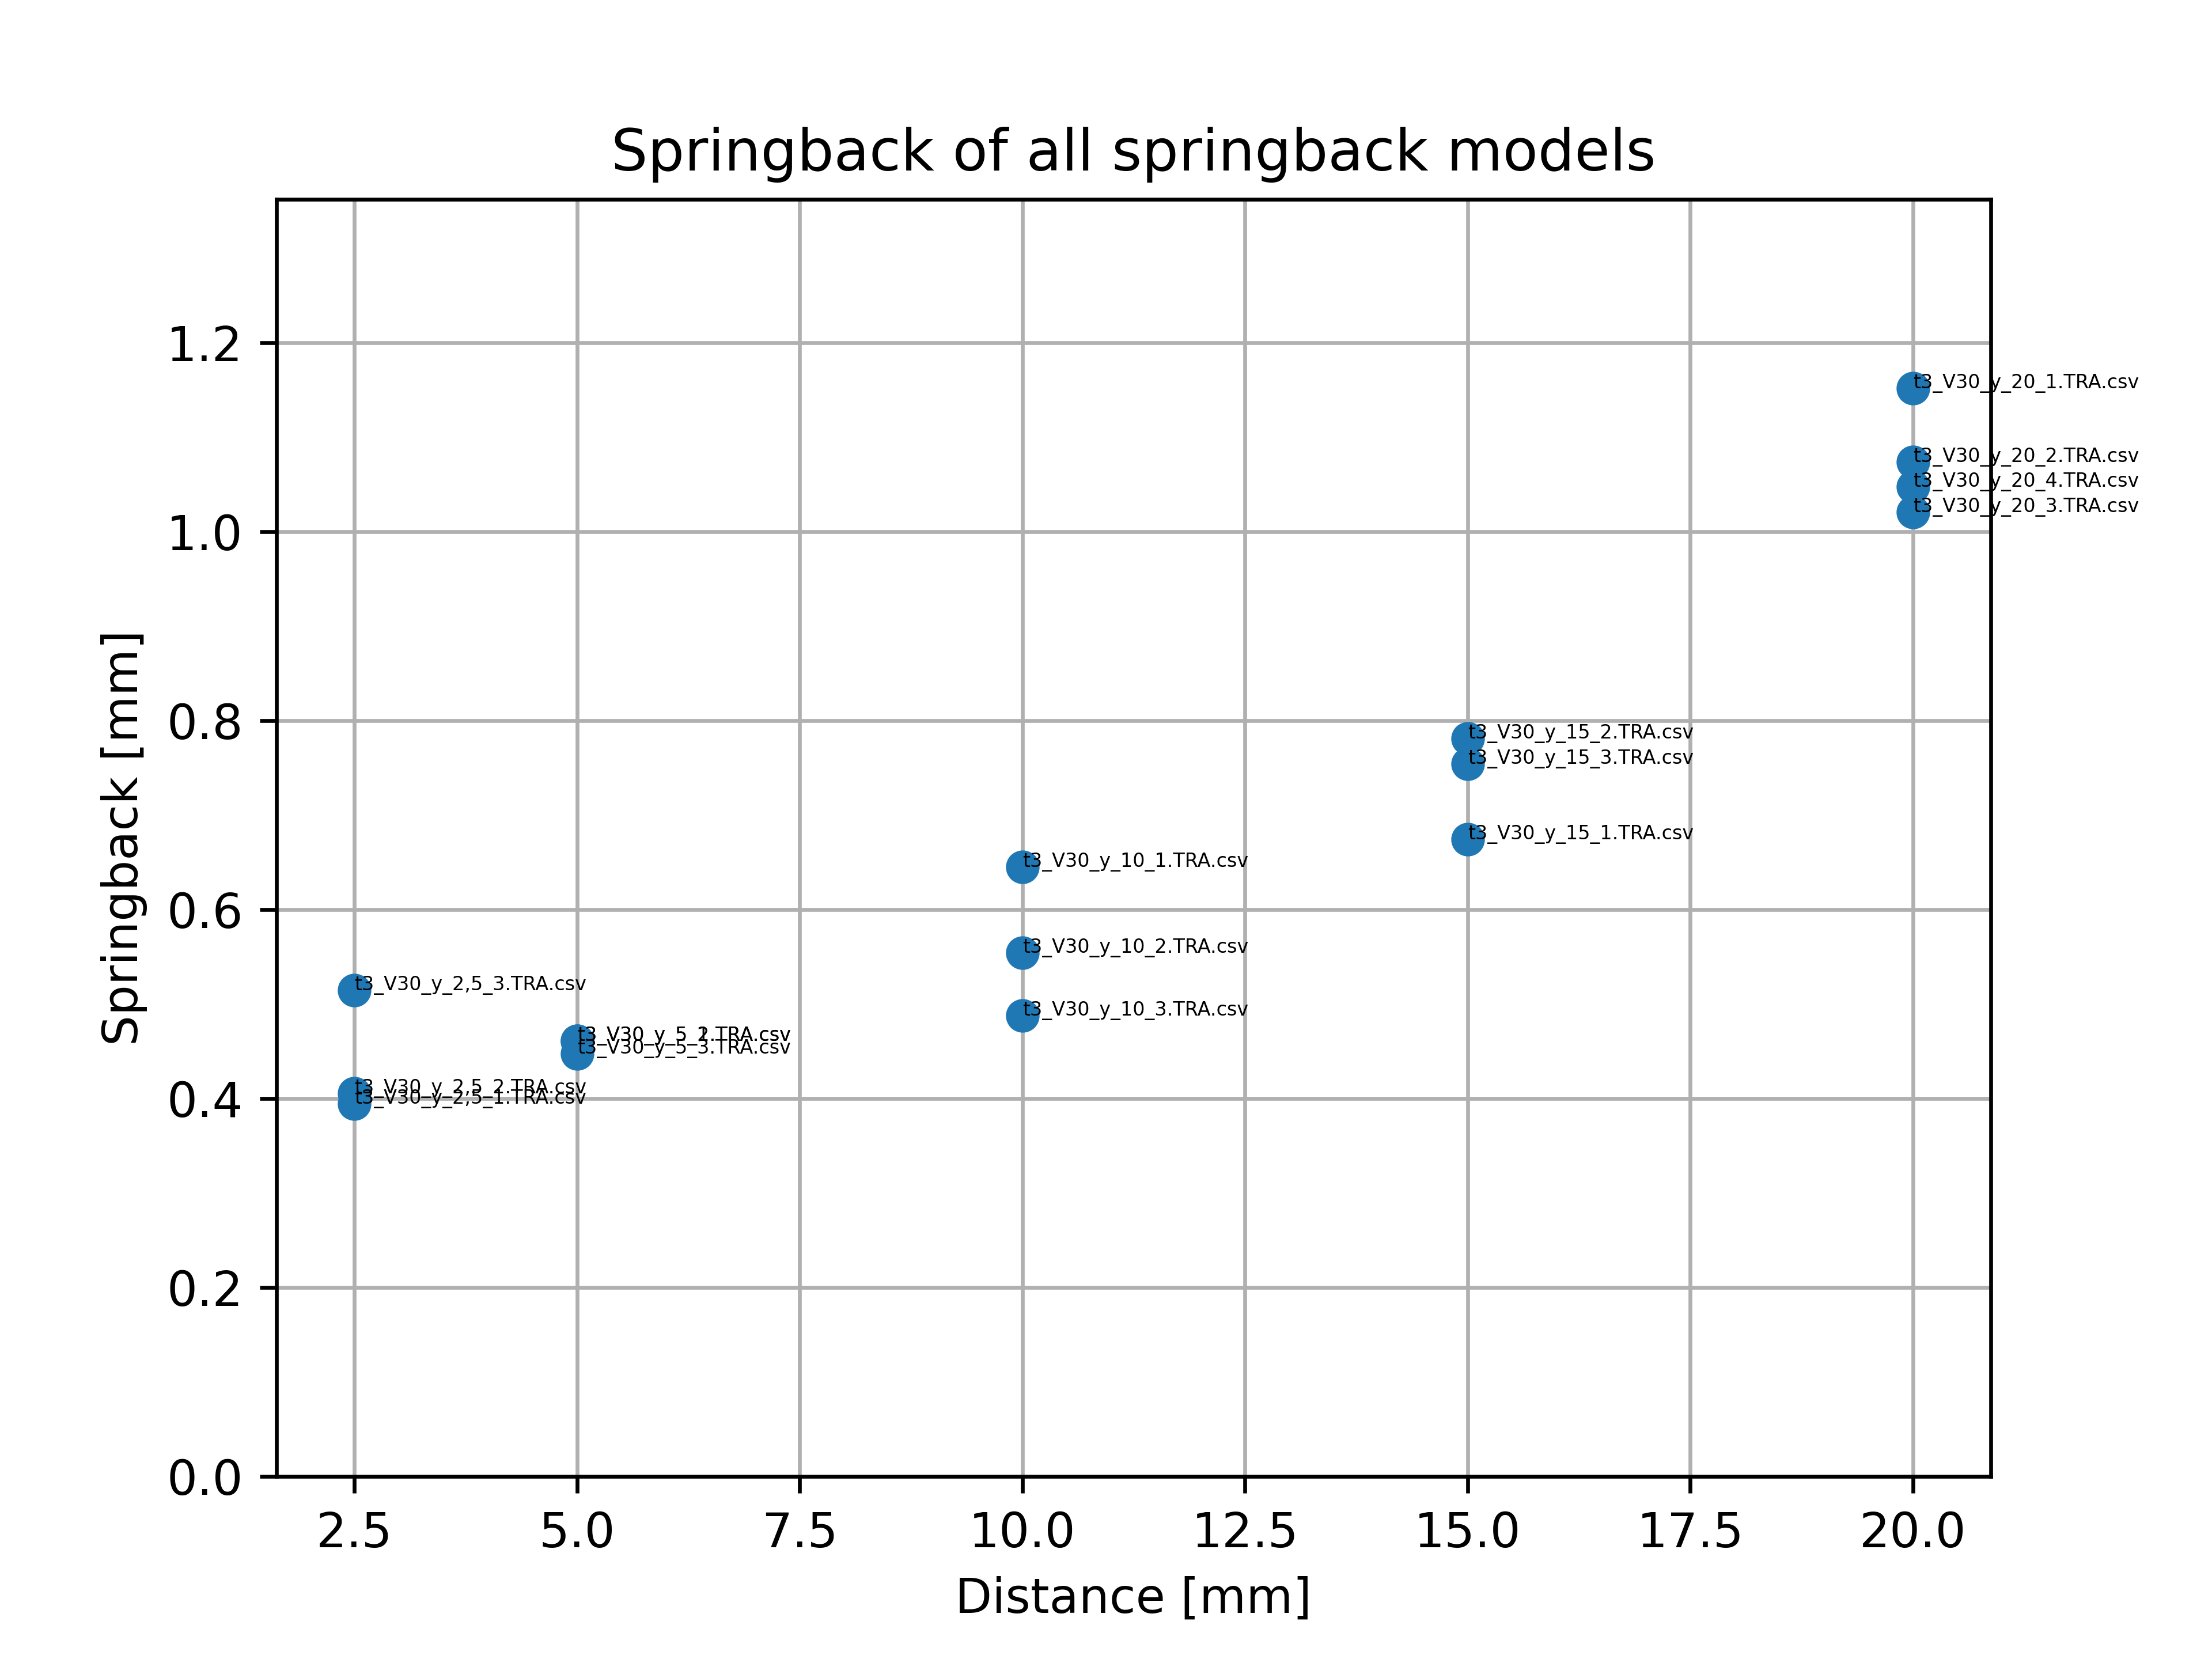 Springback of all springback models
1.2
1.0
0.8
0.6
0.4
0.2
0.0
Springback [mm]
t3_V30_y_20_1.TRA.csv
t3_V30_y_20_2.TRA.csv
t3_V30_y_20_4.TRA.csv
t3_V30_y_20_3.TRA.csv
t3_V30_y_15_2.TRA.csv
t3_V30_y_15_3.TRA.csv
t3_V30_y_15_1.TRA.csv
t3_V30_y_10_1.TRA.csv
t3_V30_y_10_2.TRA.csv
t3_V30_y_10_3.TRA.csv
t3_V30_y_2,5_3.TRA.csv
t3_V30_y_5_3.TRA.csv
t3_V30_y_2,5_2.TRA.csv
t3_V30_y_2,5_1.TRA.csv
2.5 5.0 7.5 10.0 12.5 15.0 17.5 20.0
Distance [mm]